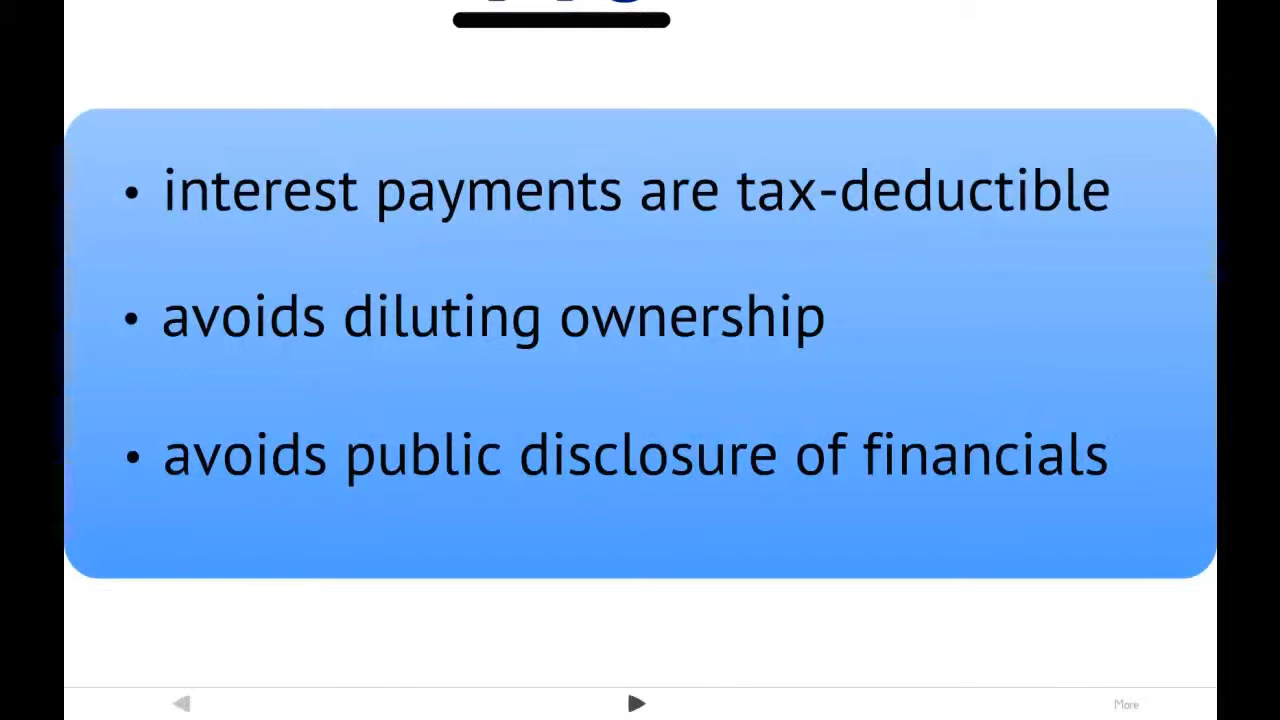 • interest payments are tax-deductible
• avoids diluting ownership
• avoids public disclosure of financials
More